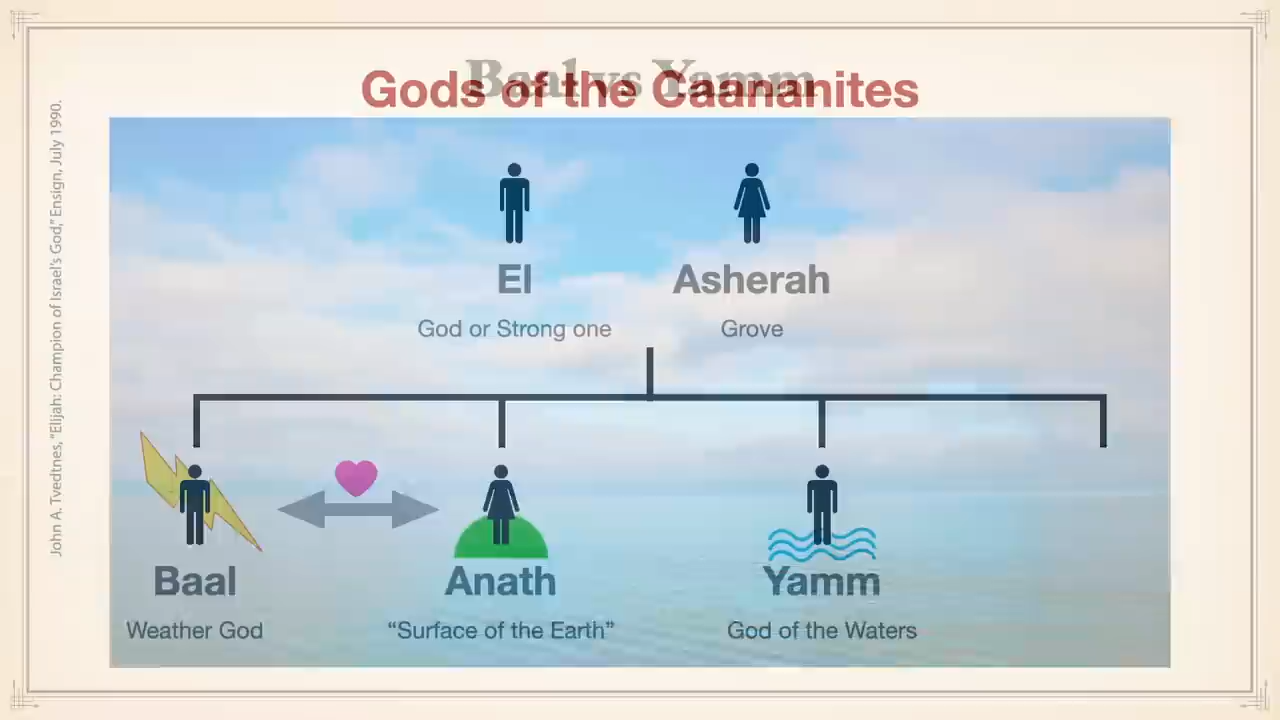 Baal vs Yamm
Gods of the Caananites
John A. Tvedtnes, "Elijah: Champion of Israel's God," Ensign, July 1990.
El
Asherah
God or Strong one
Grove
Baal
Anath
Yamm
Weather God
“Surface of the Earth”
God of the Waters